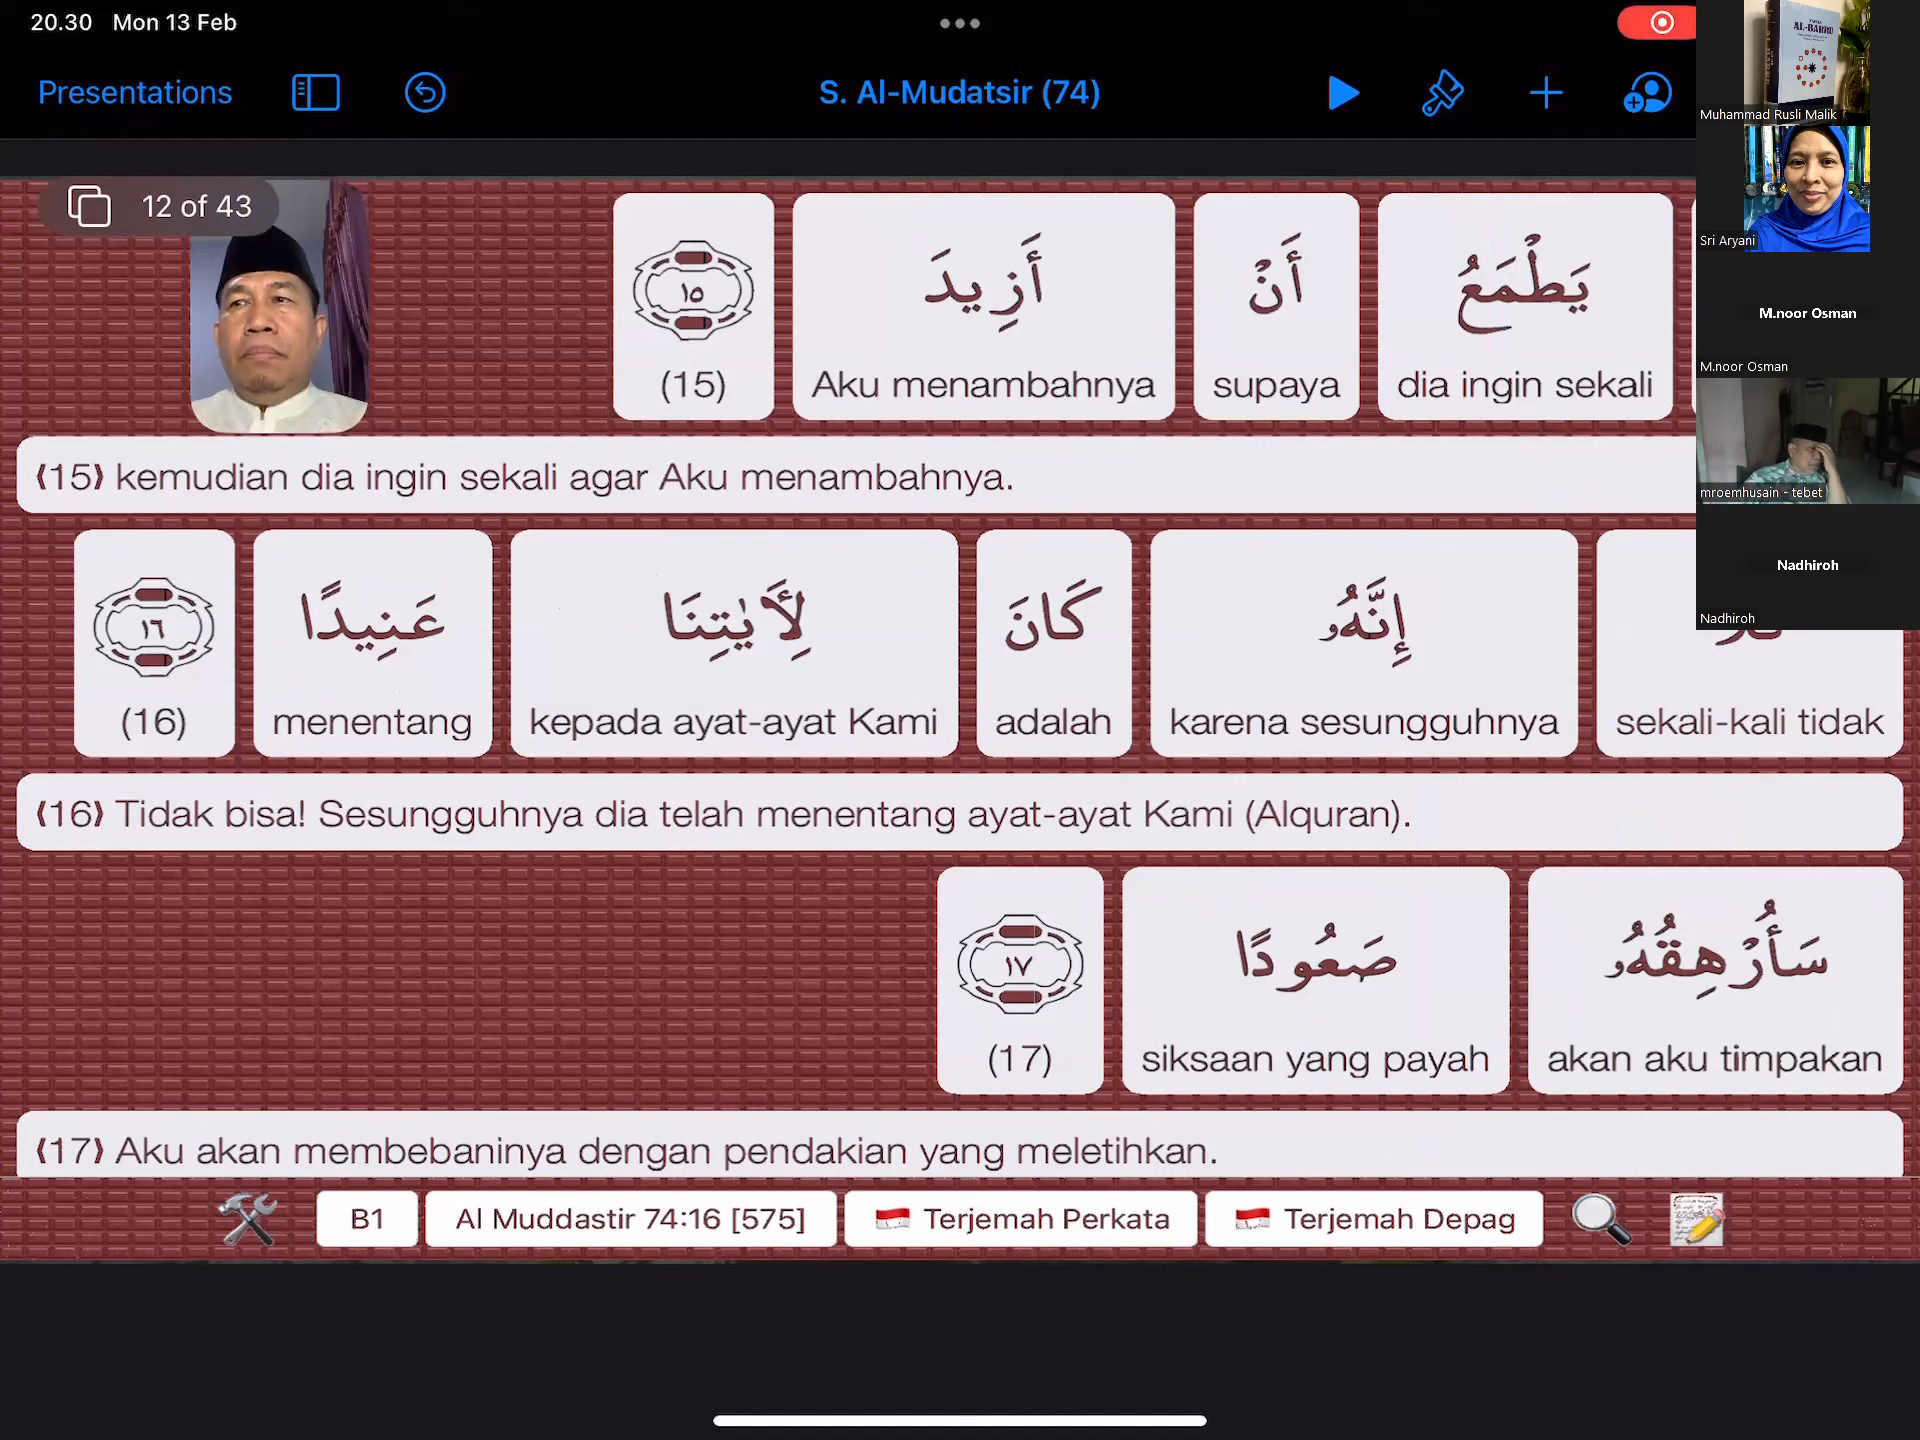 20.30 Mon 13 Feb
Presentations
S. Al-Mudatsir (74)
12 of 43
يَطْمَعُ أَنْ أَزِيدَ ١٥
dia ingin sekali supaya Aku menambahnya (15)
(15) kemudian dia ingin sekali agar Aku menambahnya.
إِنَّهُۥ كَانَ لِأَيَٰتِنَا عَنِيدًا ١٦
sekali-kali tidak karena sesungguhnya adalah kepada ayat-ayat Kami menentang (16)
(16) Tidak bisa! Sesungguhnya dia telah menentang ayat-ayat Kami (Alquran).
سَأُرْهِقُهُۥ صَعُودًا ١٧
akan aku timpakan siksaan yang payah (17)
(17) Aku akan membebaninya dengan pendakian yang meletihkan.
B1
Al Muddastir 74:16 [575]
Terjemah Perkata
Terjemah Depag
AL-BARRU
Muhammad Rusli Malik
Sri Aryani
M.noor Osman
M.noor Osman
mroemhusain - tebet
Nadhiroh
Nadhiroh